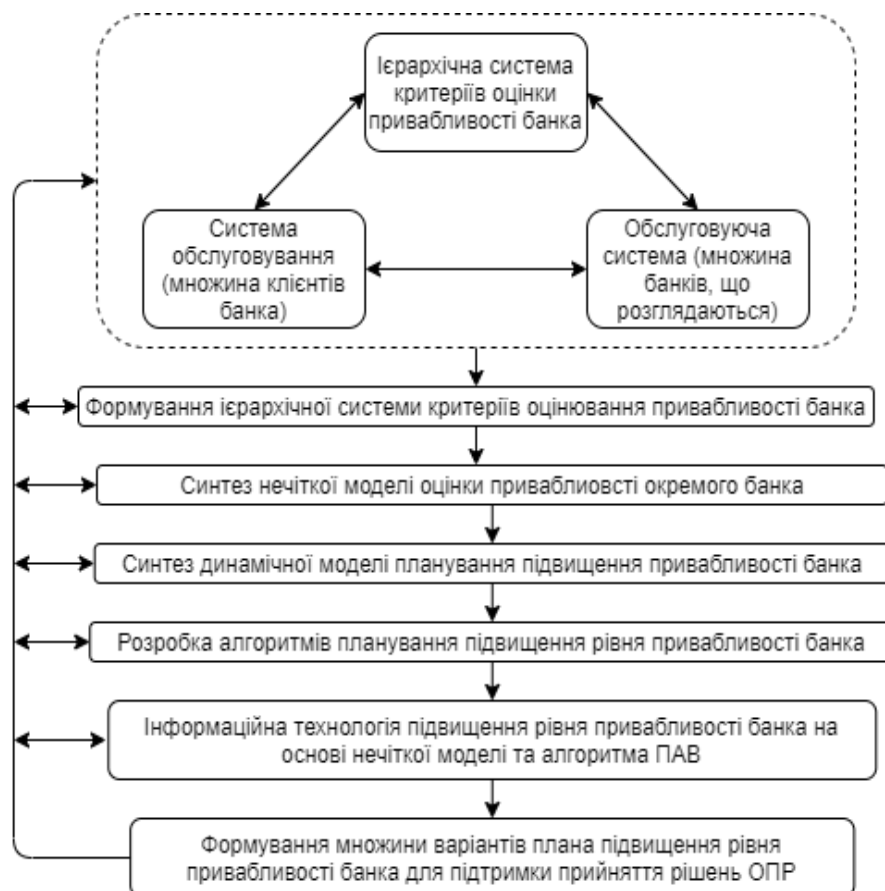 Ієрархічна система
критеріїв оцінки
привабливості банка
Система
обслуговування
(множина клієнтів
банка)
Обслуговуюча
система (множина
банків, що
розглядаються)
Формування ієрархічної системи критеріїв оцінювання привабливості банка
Синтез нечіткої моделі оцінки приваблиовсті окремого банка
Синтез динамічної моделі планування підвищення привабливості банка
Розробка алгоритмів планування підвищення рівня привабливості банка
Інформаційна технологія підвищення рівня привабливості банка на
основі нечіткої моделі та алгоритма ПАВ
Формування множини варіантів плана підвищення рівня
привабливості банка для підтримки прийняття рішень ОПР